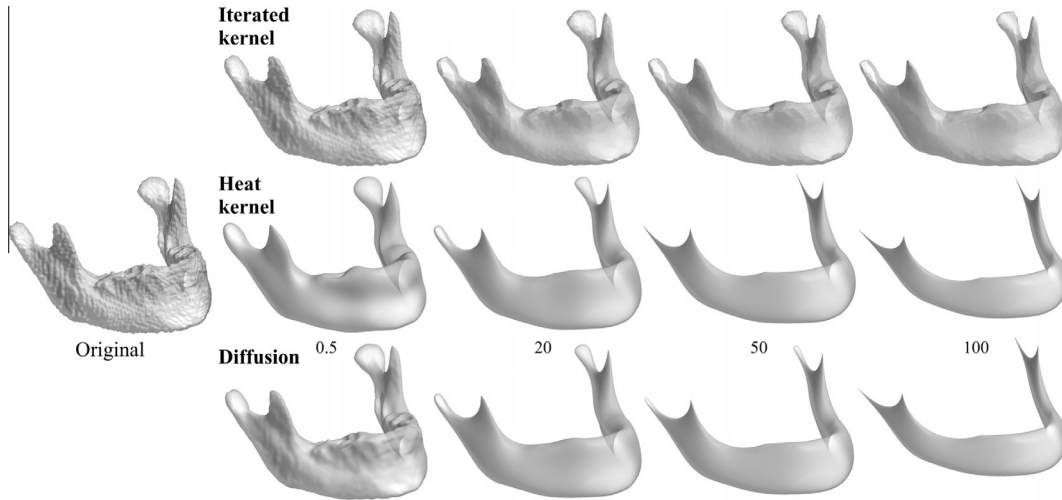 Iterated
kernel
Heat
kernel
Original
0.5
20
50
100
Diffusion